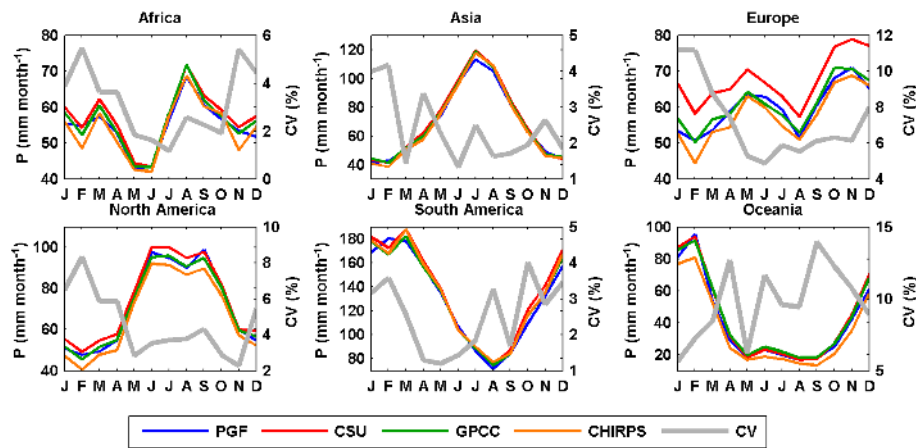 Africa
Asia
Europe
P (mm month⁻¹)
80
70
60
50
40
6
4
2
0
CV (%)
J F M A M J J A S O N D
P (mm month⁻¹)
120
100
80
60
40
5
4
3
2
1
CV (%)
J F M A M J J A S O N D
P (mm month⁻¹)
80
70
60
50
40
12
10
8
6
4
CV (%)
J F M A M J J A S O N D
North America
South America
Oceania
P (mm month⁻¹)
100
80
60
40
10
8
6
4
2
CV (%)
J F M A M J J A S O N D
P (mm month⁻¹)
180
160
140
120
100
80
5
4
3
2
1
CV (%)
J F M A M J J A S O N D
P (mm month⁻¹)
100
80
60
40
20
15
10
5
CV (%)
J F M A M J J A S O N D
PGF CSU GPCC CHIRPS CV